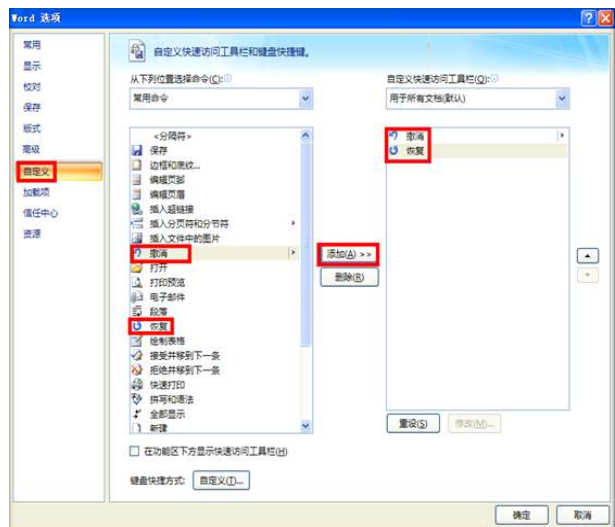 Word 选项
常用
显示
校对
保存
版式
高级
自定义
加载项
信任中心
资源
自定义快速访问工具栏和键盘快捷键。
从下列位置选择命令(C):
常用命令
<分隔符>
保存
边框和底纹...
编辑页脚
编辑页眉
插入超链接
插入分页符和分节符
插入文件中的图片
撤消
打开
打印预览
电子邮件
段落
恢复
绘制表格
接受并移到下一条
拒绝并移到下一条
快速打印
拼写和语法
全部显示
新建
添加(A) >>
删除(R)
自定义快速访问工具栏(Q):
用于所有文档(默认)
撤消
恢复
重设(S)
修改(M)...
在功能区下方显示快速访问工具栏(H)
键盘快捷方式:
自定义(T)...
确定
取消